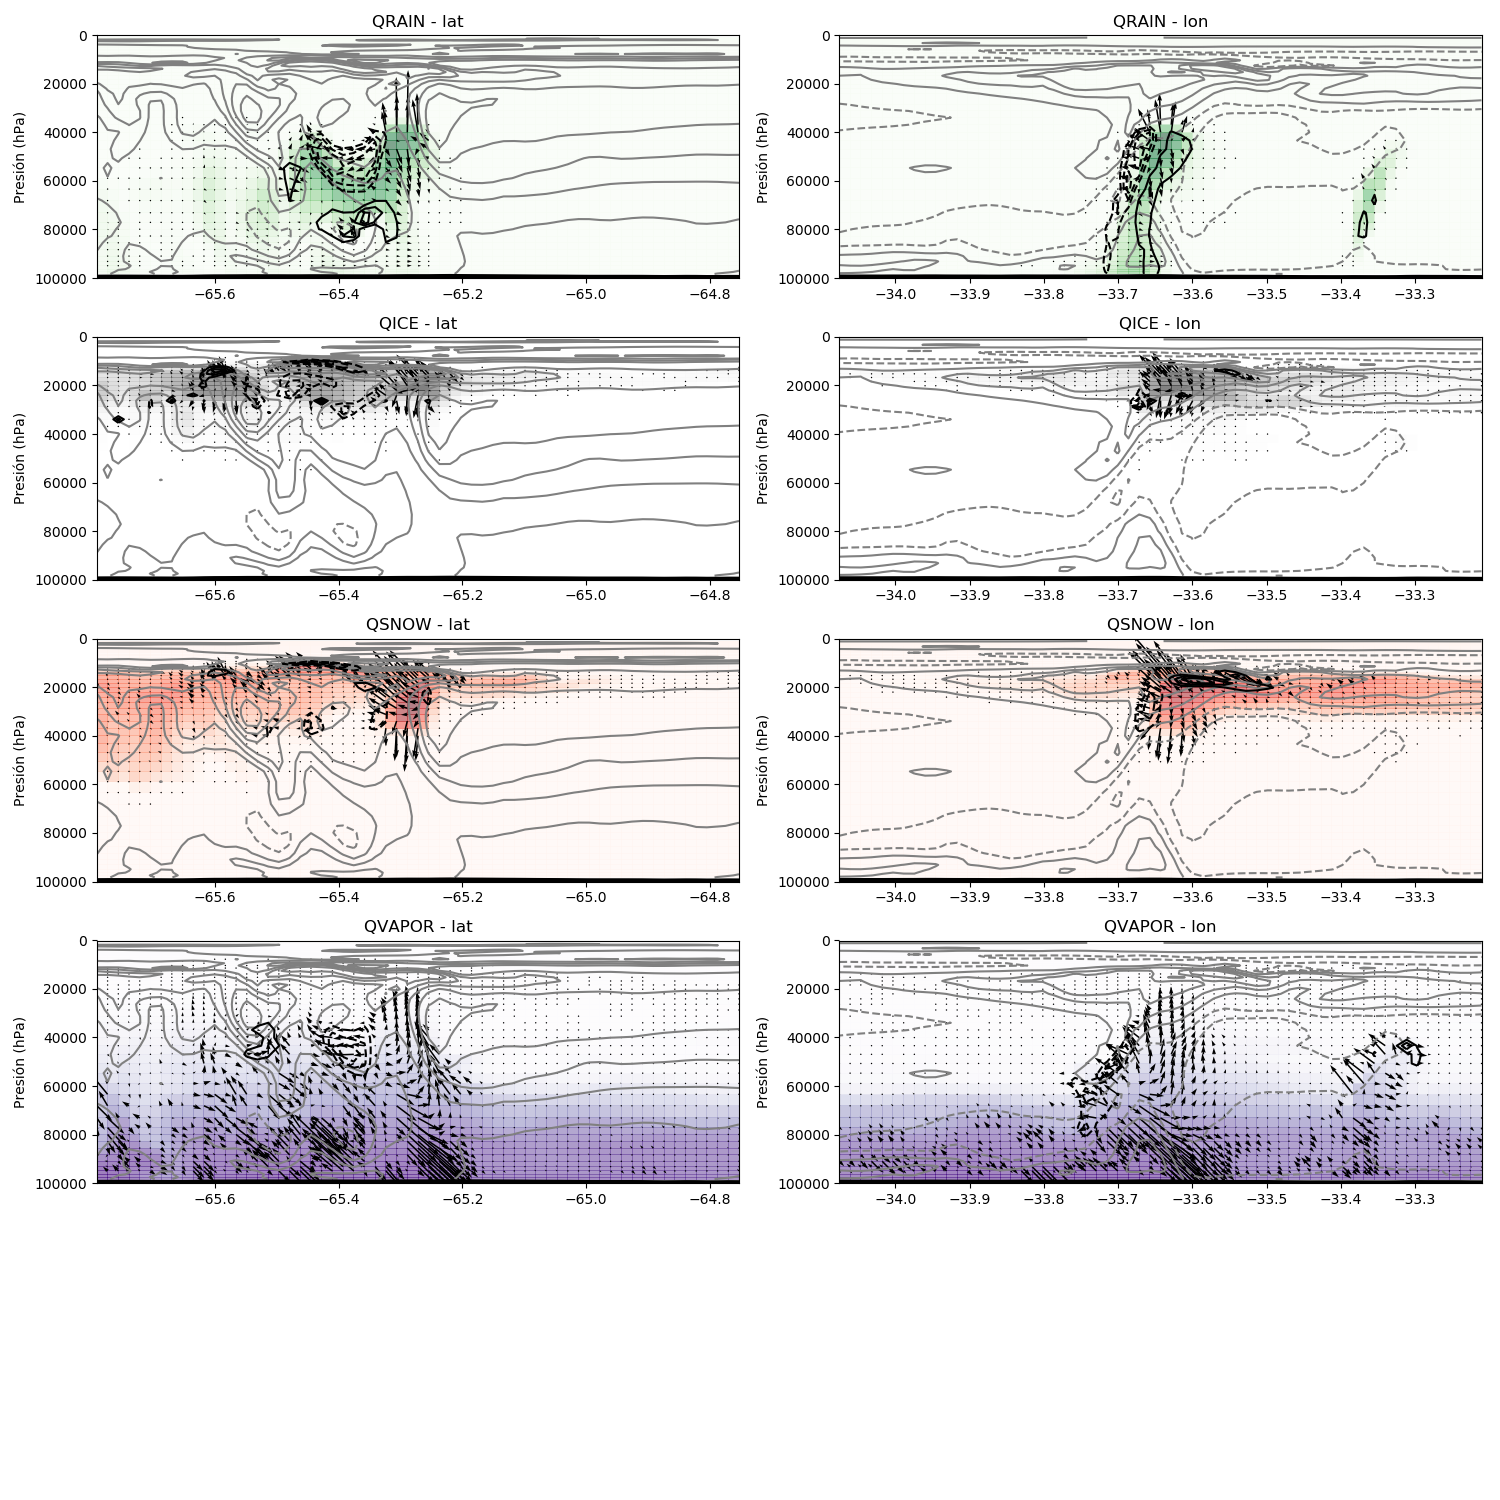 QRAIN - lat
QRAIN - lon
Presión (hPa)
0
20000
40000
60000
80000
100000
−65.6 −65.4 −65.2 −65.0 −64.8
Presión (hPa)
0
20000
40000
60000
80000
100000
−34.0 −33.9 −33.8 −33.7 −33.6 −33.5 −33.4 −33.3
QICE - lat
QICE - lon
Presión (hPa)
0
20000
40000
60000
80000
100000
−65.6 −65.4 −65.2 −65.0 −64.8
Presión (hPa)
0
20000
40000
60000
80000
100000
−34.0 −33.9 −33.8 −33.7 −33.6 −33.5 −33.4 −33.3
QSNOW - lat
QSNOW - lon
Presión (hPa)
0
20000
40000
60000
80000
100000
−65.6 −65.4 −65.2 −65.0 −64.8
Presión (hPa)
0
20000
40000
60000
80000
100000
−34.0 −33.9 −33.8 −33.7 −33.6 −33.5 −33.4 −33.3
QVAPOR - lat
QVAPOR - lon
Presión (hPa)
0
20000
40000
60000
80000
100000
−65.6 −65.4 −65.2 −65.0 −64.8
Presión (hPa)
0
20000
40000
60000
80000
100000
−34.0 −33.9 −33.8 −33.7 −33.6 −33.5 −33.4 −33.3